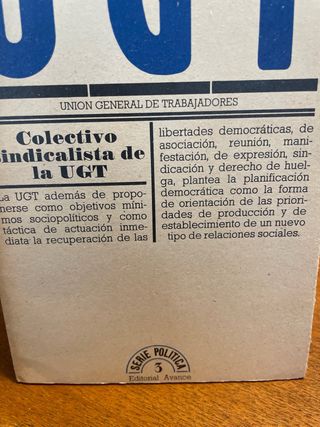 UGT
UNION GENERAL DE TRABAJADORES
Colectivo
sindicalista de
la UGT
La UGT además de propo-
nerse como objetivos míni-
mos sociopolíticos y como
táctica de actuación inme-
diata la recuperación de las
libertades democráticas, de
asociación, reunión, mani-
festación, de expresión, sin-
dicación y derecho de huel-
ga, plantea la planificación
democrática como la forma
de orientación de las priori-
dades de producción y de
establecimiento de un nuevo
tipo de relaciones sociales.
SERIE POLITICA
3
Editorial Avance